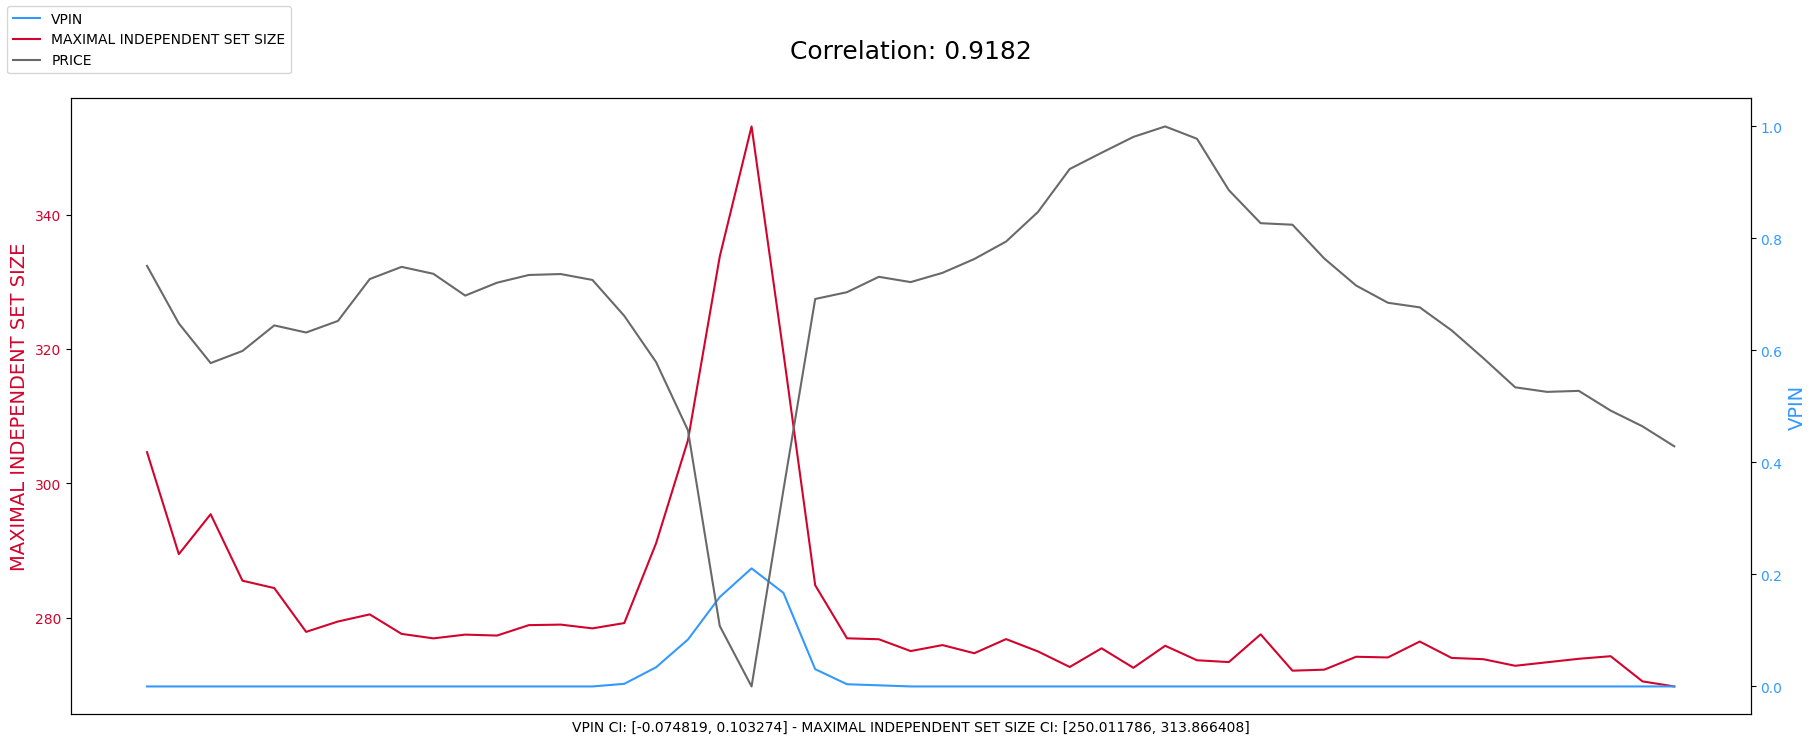 VPIN
MAXIMAL INDEPENDENT SET SIZE
PRICE
Correlation: 0.9182
MAXIMAL INDEPENDENT SET SIZE
340
320
300
280
1.0
0.8
0.6
0.4
0.2
0.0
VPIN
VPIN CI: [-0.074819, 0.103274] - MAXIMAL INDEPENDENT SET SIZE CI: [250.011786, 313.866408]